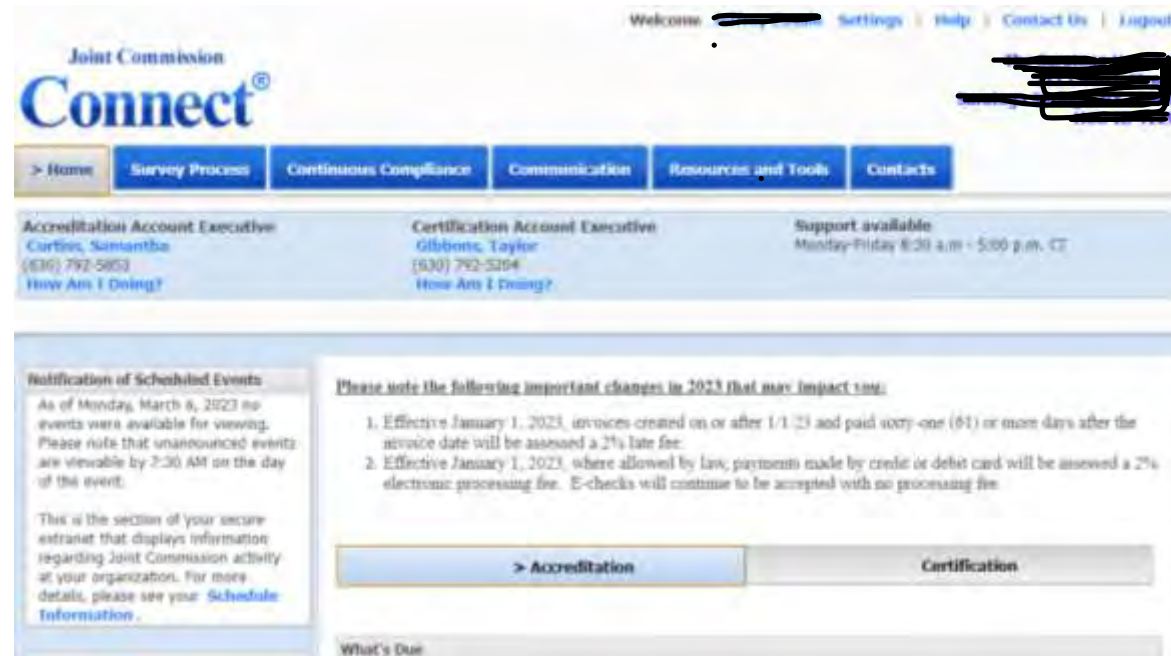 Welcome Settings | Help | Contact Us | Logout
Joint Commission
Connect®
> Home Survey Process Continuous Compliance Communication Resources and Tools Contacts
Accreditation Account Executive Certification Account Executive Support available
Curtiss, Samantha Gibbons, Taylor Monday-Friday 8:30 a.m - 5:00 p.m. CT
(630) 792- (630) 792-5264
How Am I Doing? How Am I Doing?
Notification of Scheduled Events
As of Monday, March 6, 2023 no
events were available for viewing.
Please note that unannounced events
are viewable by 7:30 AM on the day
of the event.
This is the section of your secure
extranet that displays information
regarding Joint Commission activity
at your organization. For more
details, please see your Schedule
Information .
Please note the following important changes in 2023 that may impact you:
1. Effective January 1, 2023, invoices created on or after 1/1/23 and paid sixty-one (61) or more days after the
invoice date will be assessed a 2% late fee.
2. Effective January 1, 2023, where allowed by law, payments made by credit or debit card will be assessed a 2%
electronic processing fee. E-checks will continue to be accepted with no processing fee.
> Accreditation Certification
What's Due